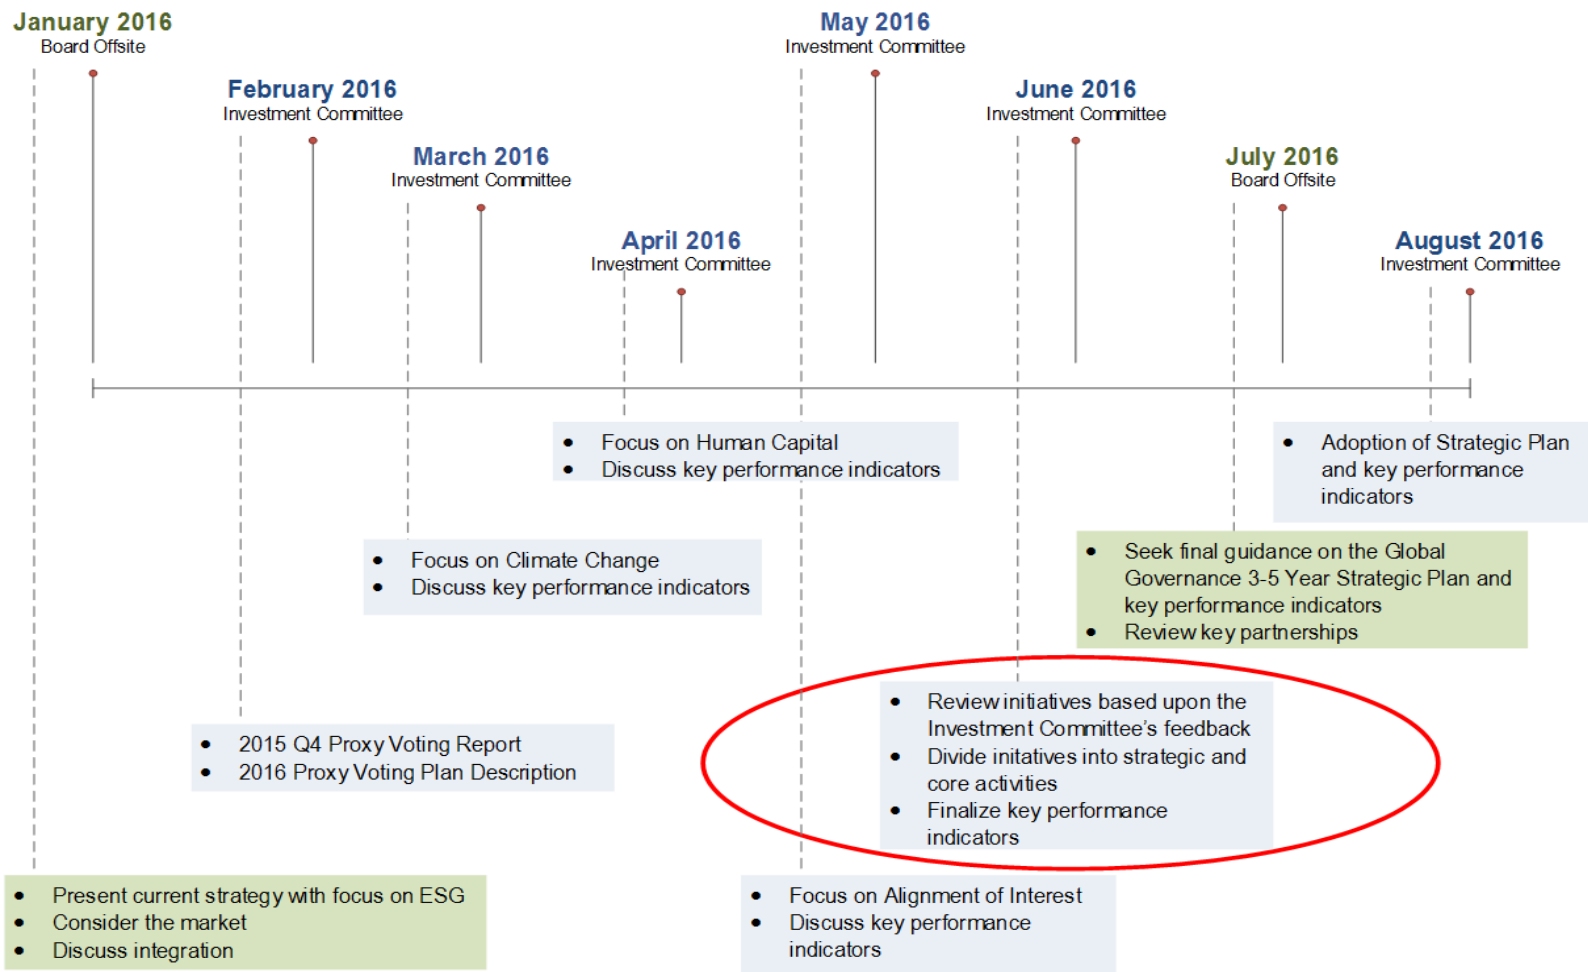 January 2016
Board Offsite
February 2016
Investment Committee
March 2016
Investment Committee
April 2016
Investment Committee
May 2016
Investment Committee
June 2016
Investment Committee
July 2016
Board Offsite
August 2016
Investment Committee
• Focus on Human Capital
• Discuss key performance indicators
• Adoption of Strategic Plan
and key performance
indicators
• Focus on Climate Change
• Discuss key performance indicators
• Seek final guidance on the Global
Governance 3-5 Year Strategic Plan and
key performance indicators
• Review key partnerships
• 2015 Q4 Proxy Voting Report
• 2016 Proxy Voting Plan Description
• Review initiatives based upon the
Investment Committee's feedback
• Divide initatives into strategic and
core activities
• Finalize key performance
indicators
• Present current strategy with focus on ESG
• Consider the market
• Discuss integration
• Focus on Alignment of Interest
• Discuss key performance
indicators